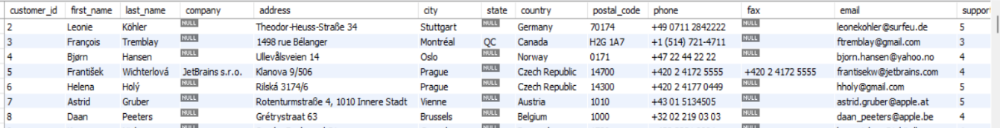 customer_id first_name last_name company address city state country postal_code phone fax email support
2 Leonie Köhler NULL Theodor-Heuss-Straße 34 Stuttgart NULL Germany 70174 +49 0711 2842222 NULL leonekohler@surfeu.de 5
3 François Tremblay NULL 1498 rue Bélanger Montréal QC Canada H2G 1A7 +1 (514) 721-4711 NULL ftremblay@gmail.com 3
4 Bjørn Hansen NULL Ullevålsveien 14 Oslo NULL Norway 0171 +47 22 44 22 22 NULL bjorn.hansen@yahoo.no 4
5 František Wichterlová JetBrains s.r.o. Klanova 9/506 Prague NULL Czech Republic 14700 +420 2 4172 5555 +420 2 4172 5555 frantisekw@jetbrains.com 4
6 Helena Holý NULL Rilská 3174/6 Prague NULL Czech Republic 14300 +420 2 4177 0449 NULL hholy@gmail.com 5
7 Astrid Gruber NULL Rotenturmstraße 4, 1010 Innere Stadt Vienne NULL Austria 1010 +43 01 5134505 NULL astrid.gruber@apple.at 5
8 Daan Peeters NULL Grétrystraat 63 Brussels NULL Belgium 1000 +32 02 219 03 03 NULL daan_peeters@apple.be 4